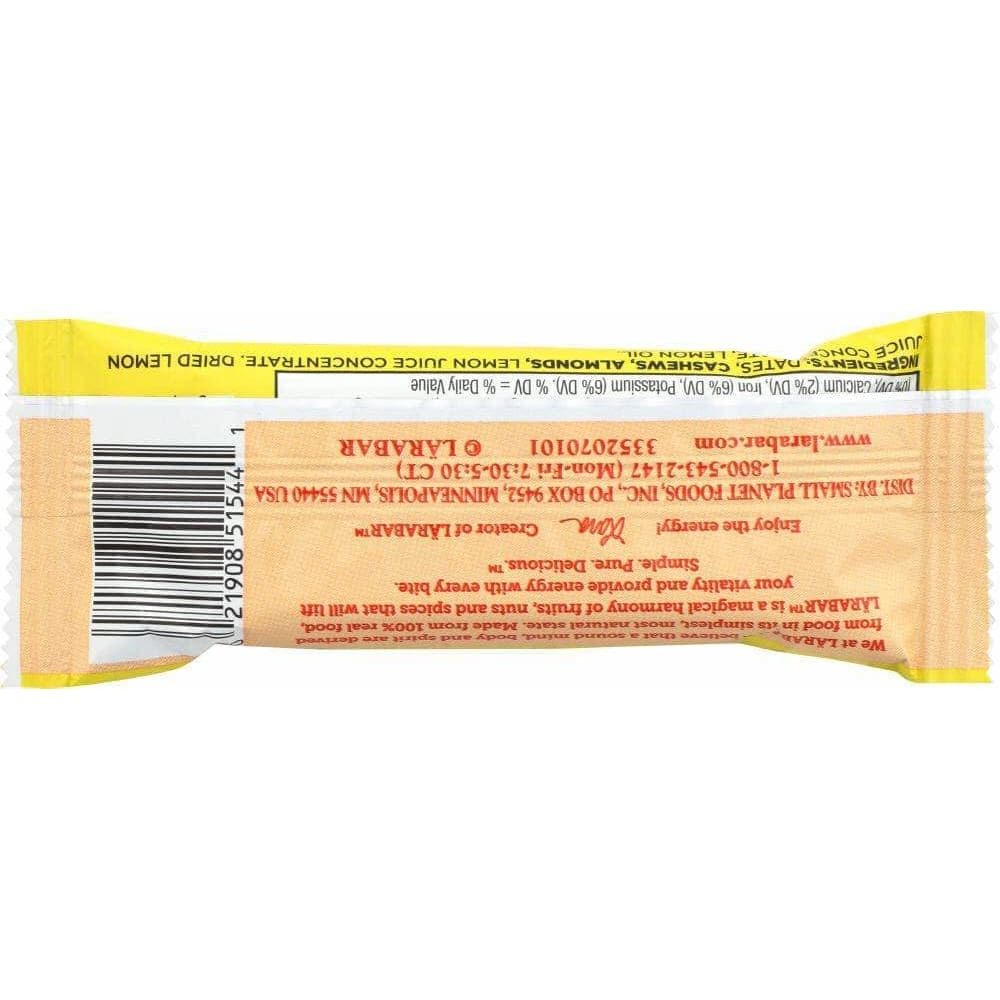 We at LÄRABAR believe that a sound mind, body and spirit are derived
from food in its simplest, most natural state. Made from 100% real food,
LÄRABAR™ is a magical harmony of fruits, nuts and spices that will lift
your vitality and provide energy with every bite.
Simple. Pure. Delicious.™
Enjoy the energy! Lara Creator of LÄRABAR™
DIST. BY: SMALL PLANET FOODS, INC., PO BOX 9452, MINNEAPOLIS, MN 55440 USA
1-800-543-2147 (Mon-Fri 7:30-5:30 CT)
www.larabar.com 3352070101 © LÄRABAR
21908 51544 1
10% DV), Calcium (2% DV), Iron (6% DV), Potassium (6% DV). % DV = % Daily Value
INGREDIENTS: DATES, CASHEWS, ALMONDS, LEMON JUICE CONCENTRATE, DRIED LEMON
JUICE LEMON OIL.